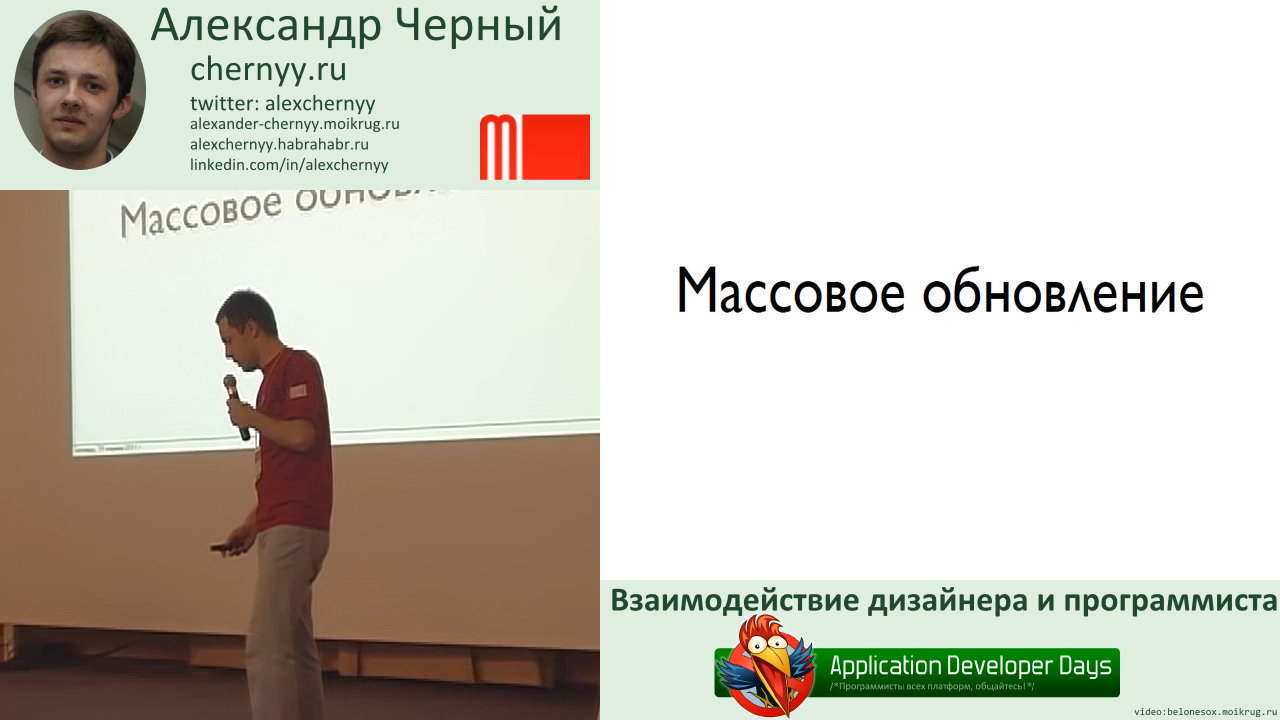 Александр Черный
chernyy.ru
twitter: alexchernyy
alexander-chernyy.moikrug.ru
alexchernyy.habrahabr.ru
linkedin.com/in/alexchernyy
Массовое
Массовое обновление
Взаимодействие дизайнера и программиста
Application Developer Days
/*Программисты всех платформ, общайтесь!*/
video:belonesox.moikrug.ru